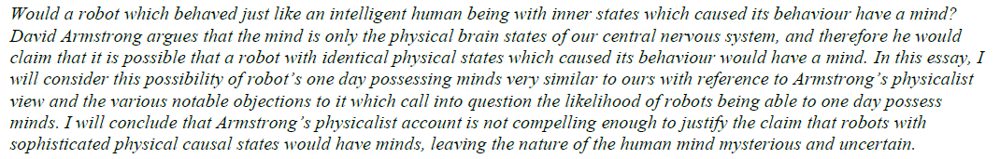 Would a robot which behaved just like an intelligent human being with inner states which caused its behaviour have a mind?
David Armstrong argues that the mind is only the physical brain states of our central nervous system, and therefore he would
claim that it is possible that a robot with identical physical states which caused its behaviour would have a mind. In this essay, I
will consider this possibility of robot's one day possessing minds very similar to ours with reference to Armstrong's physicalist
view and the various notable objections to it which call into question the likelihood of robots being able to one day possess
minds. I will conclude that Armstrong's physicalist account is not compelling enough to justify the claim that robots with
sophisticated physical causal states would have minds, leaving the nature of the human mind mysterious and uncertain.